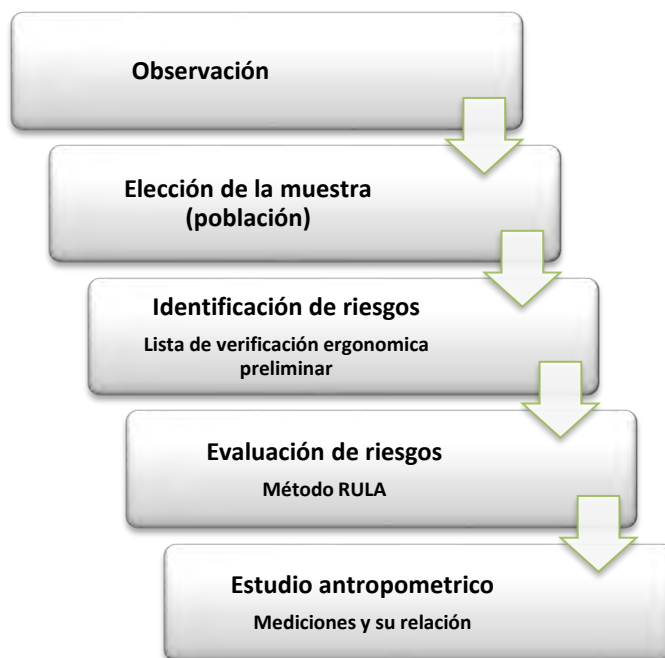 Observación
Elección de la muestra
(población)
Identificación de riesgos
Lista de verificación ergonomica
preliminar
Evaluación de riesgos
Método RULA
Estudio antropometrico
Mediciones y su relación